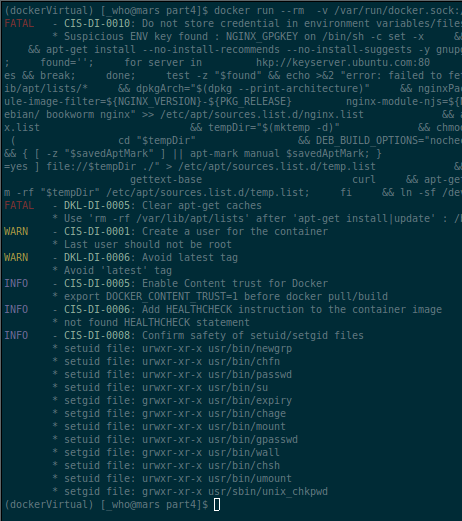 (dockerVirtual) [_who@mars part4]$ docker run --rm  -v /var/run/docker.sock:/
FATAL   - CIS-DI-0010: Do not store credential in environment variables/files
        * Suspicious ENV key found : NGINX_GPGKEY on /bin/sh -c set -x     &
     && apt-get install --no-install-recommends --no-install-suggests -y gnupg
;     found='';     for server in         hkp://keyserver.ubuntu.com:80
es && break;     done;     test -z "$found" && echo >&2 "error: failed to fet
ib/apt/lists/*     && dpkgArch="$(dpkg --print-architecture)"     && nginxPac
ule-image-filter=${NGINX_VERSION}-${PKG_RELEASE}         nginx-module-njs=${N
ebian/ bookworm nginx" >> /etc/apt/sources.list.d/nginx.list             && a
x.list                         && tempDir="$(mktemp -d)"             && chmod
 (                 cd "$tempDir"                 && DEB_BUILD_OPTIONS="nochec
&& { [ -z "$savedAptMark" ] || apt-mark manual $savedAptMark; }
=yes ] file://$tempDir ./" > /etc/apt/sources.list.d/temp.list             &&
                     gettext-base                         curl     && apt-get
m -rf "$tempDir" /etc/apt/sources.list.d/temp.list;     fi     && ln -sf /dev
FATAL   - DKL-DI-0005: Clear apt-get caches
        * Use 'rm -rf /var/lib/apt/lists' after 'apt-get install|update' : /b
WARN    - CIS-DI-0001: Create a user for the container
        * Last user should not be root
WARN    - DKL-DI-0006: Avoid latest tag
        * Avoid 'latest' tag
INFO    - CIS-DI-0005: Enable Content trust for Docker
        * export DOCKER_CONTENT_TRUST=1 before docker pull/build
INFO    - CIS-DI-0006: Add HEALTHCHECK instruction to the container image
        * not found HEALTHCHECK statement
INFO    - CIS-DI-0008: Confirm safety of setuid/setgid files
        * setuid file: urwxr-xr-x usr/bin/newgrp
        * setuid file: urwxr-xr-x usr/bin/chfn
        * setuid file: urwxr-xr-x usr/bin/passwd
        * setuid file: urwxr-xr-x usr/bin/su
        * setgid file: grwxr-xr-x usr/bin/expiry
        * setgid file: grwxr-xr-x usr/bin/chage
        * setuid file: urwxr-xr-x usr/bin/mount
        * setuid file: urwxr-xr-x usr/bin/gpasswd
        * setgid file: grwxr-xr-x usr/bin/wall
        * setuid file: urwxr-xr-x usr/bin/chsh
        * setuid file: urwxr-xr-x usr/bin/umount
        * setgid file: grwxr-xr-x usr/sbin/unix_chkpwd
(dockerVirtual) [_who@mars part4]$